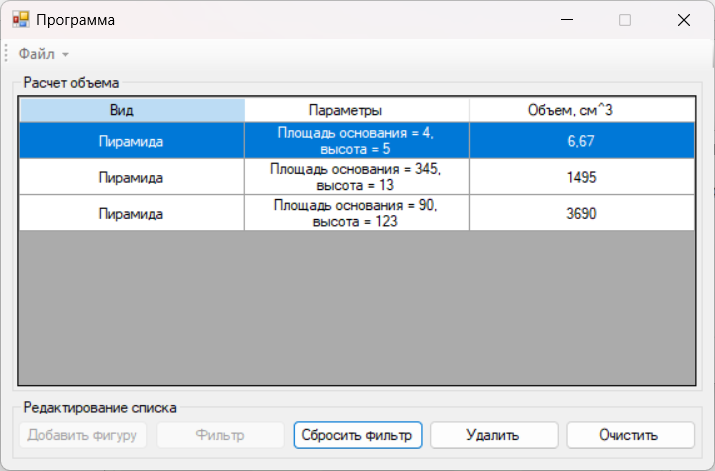 Программа
Файл
Расчет объема
Вид Параметры Объем, см^3
Пирамида Площадь основания = 4, 6,67
высота = 5
Пирамида Площадь основания = 345, 1495
высота = 13
Пирамида Площадь основания = 90, 3690
высота = 123
Редактирование списка
Добавить фигуру Фильтр Сбросить фильтр Удалить Очистить